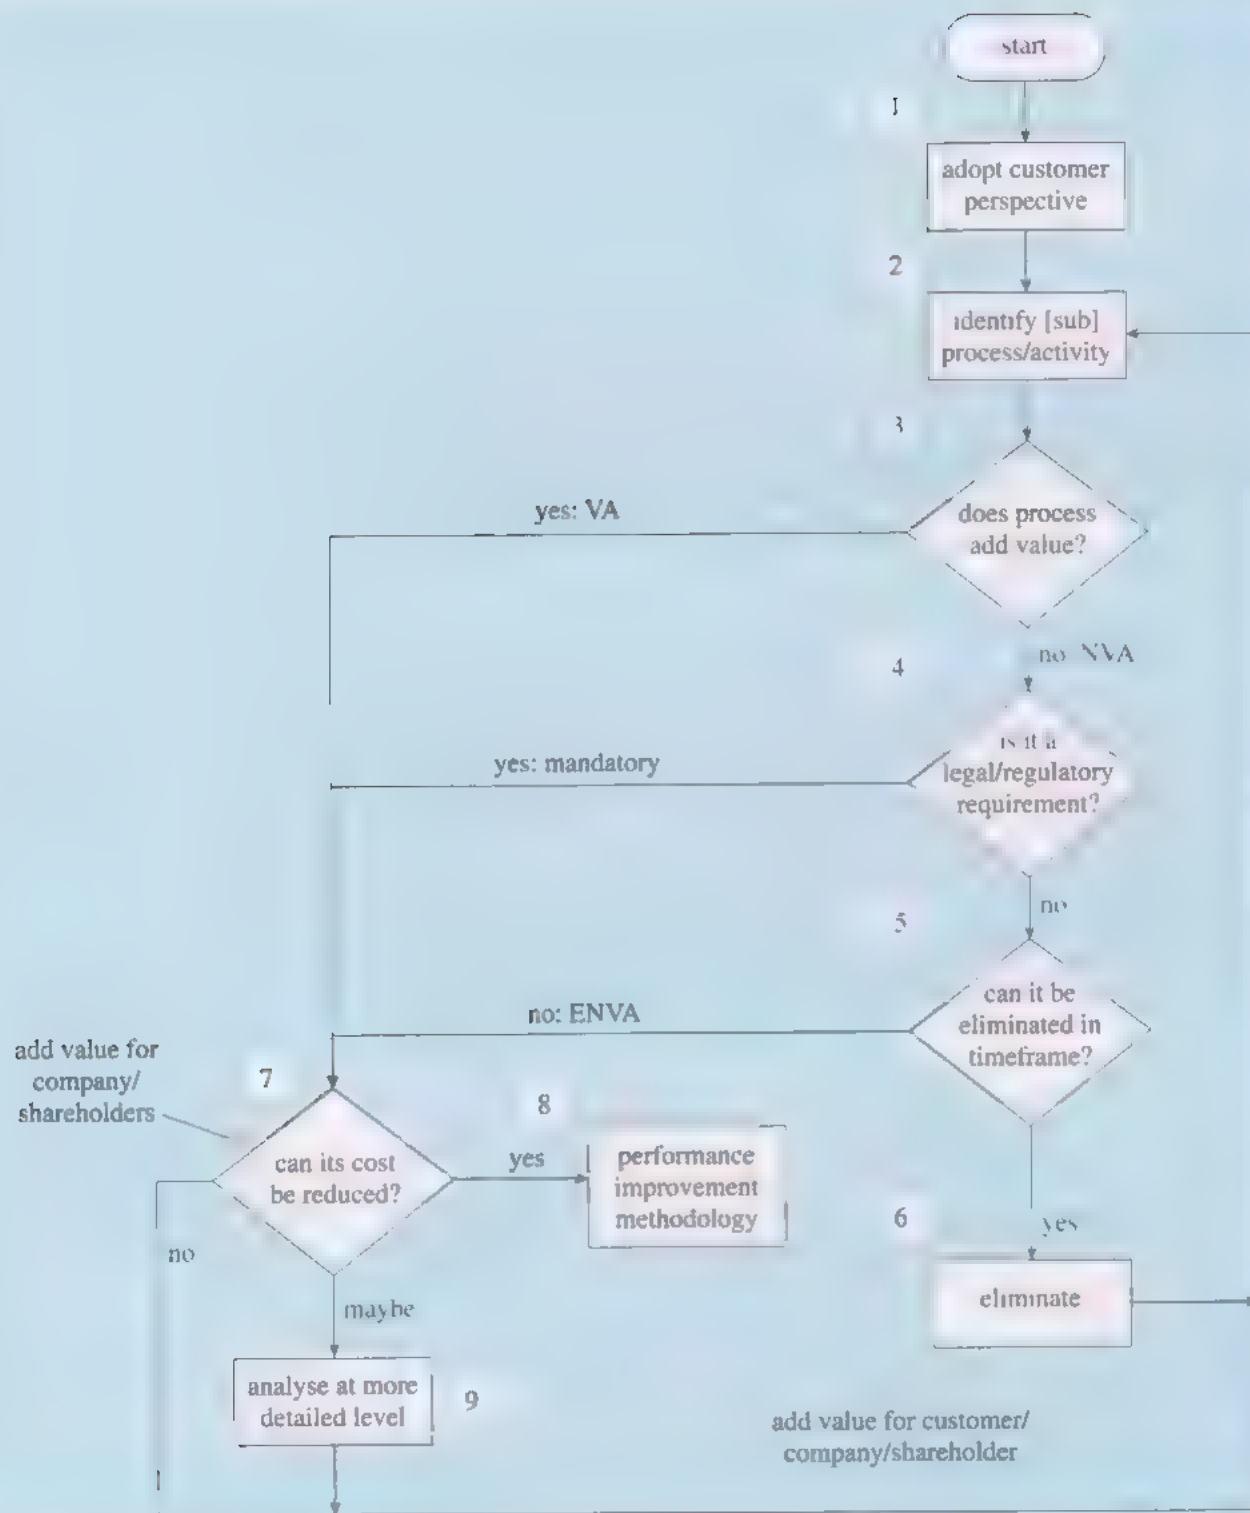 start
1
adopt customer
perspective
2
identify [sub]
process/activity
3
does process
add value?
yes: VA
no NVA
4
is it a
legal/regulatory
requirement?
yes: mandatory
no
5
can it be
eliminated in
timeframe?
no: ENVA
add value for
company/
shareholders
7
can its cost
be reduced?
yes
8
performance
improvement
methodology
6
yes
eliminate
no
maybe
analyse at more
detailed level
9
add value for customer/
company/shareholder